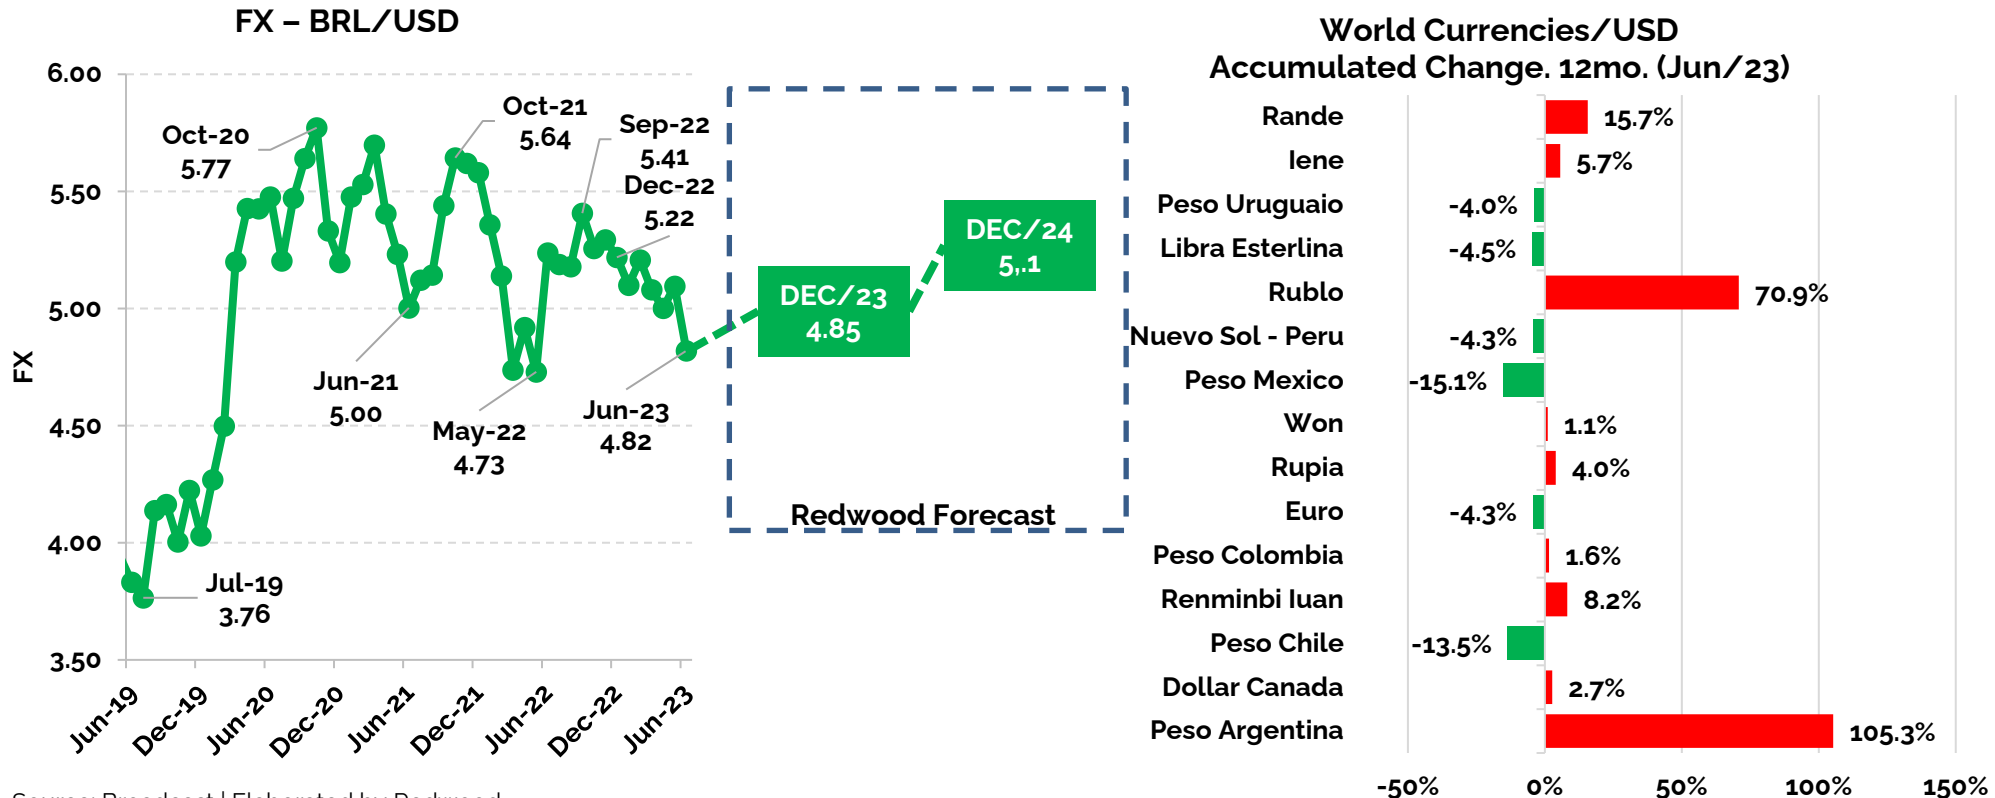 FX – BRL/USD
6.00
5.50
5.00
4.50
4.00
3.50
FX
Oct-20
5.77
Oct-21
5.64
Sep-22
5.41
Dec-22
5.22
Jun-21
5.00
May-22
4.73
Jun-23
4.82
Jul-19
3.76
Jun-19
Dec-19
Jun-20
Dec-20
Jun-21
Dec-21
Jun-22
Dec-22
Jun-23
DEC/23
4.85
DEC/24
5,.1
Redwood Forecast
World Currencies/USD
Accumulated Change. 12mo. (Jun/23)
Rande 15.7%
Iene 5.7%
Peso Uruguaio -4.0%
Libra Esterlina -4.5%
Rublo 70.9%
Nuevo Sol - Peru -4.3%
Peso Mexico -15.1%
Won 1.1%
Rupia 4.0%
Euro -4.3%
Peso Colombia 1.6%
Renminbi Iuan 8.2%
Peso Chile -13.5%
Dollar Canada 2.7%
Peso Argentina 105.3%
-50% 0% 50% 100% 150%
Source: Broadcast | Elaborated by Redwood